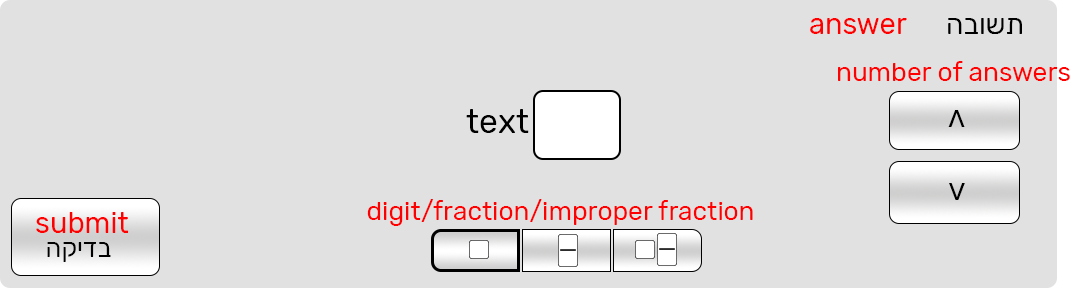 answer תשובה
number of answers
text
ʌ
v
digit/fraction/improper fraction
submit
בדיקה